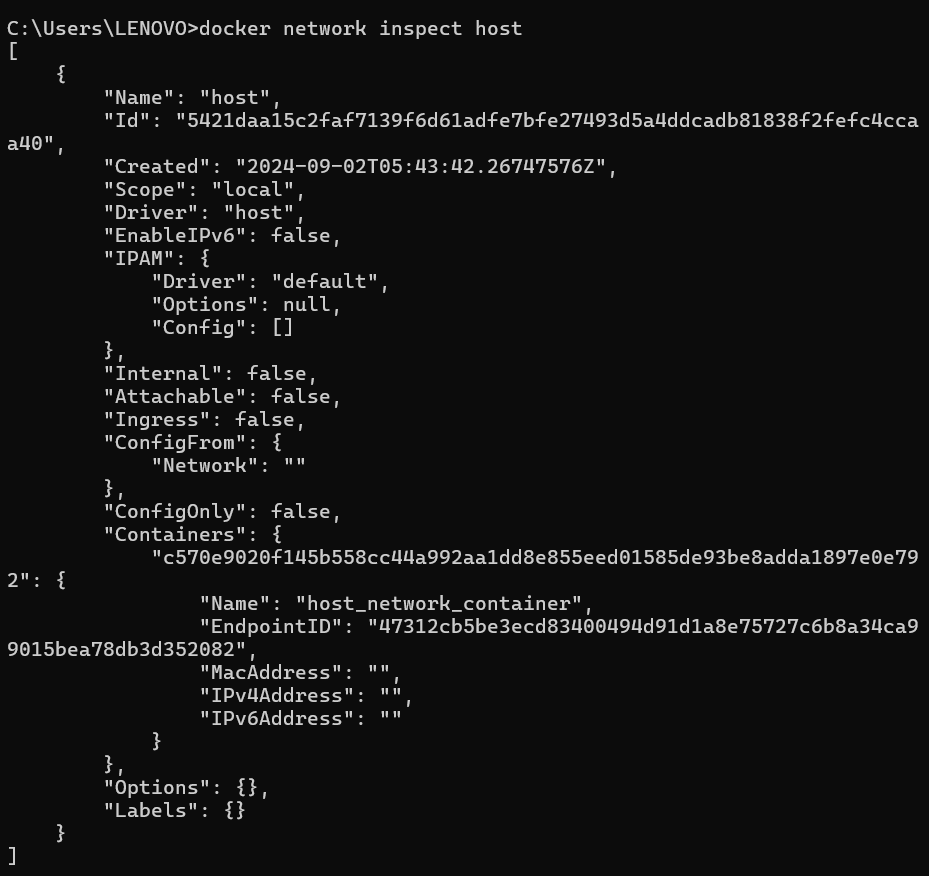 C:\Users\LENOVO>docker network inspect host
[
    {
        "Name": "host",
        "Id": "5421daa15c2faf7139f6d61adfe7bfe27493d5a4ddcadb81838f2fefc4cca
a40",
        "Created": "2024-09-02T05:43:42.26747576Z",
        "Scope": "local",
        "Driver": "host",
        "EnableIPv6": false,
        "IPAM": {
            "Driver": "default",
            "Options": null,
            "Config": []
        },
        "Internal": false,
        "Attachable": false,
        "Ingress": false,
        "ConfigFrom": {
            "Network": ""
        },
        "ConfigOnly": false,
        "Containers": {
            "c570e9020f145b558cc44a992aa1dd8e855eed01585de93be8adda1897e0e79
2": {
                "Name": "host_network_container",
                "EndpointID": "47312cb5be3ecd83400494d91d1a8e75727c6b8a34ca9
9015bea78db3d352082",
                "MacAddress": "",
                "IPv4Address": "",
                "IPv6Address": ""
            }
        },
        "Options": {},
        "Labels": {}
    }
]